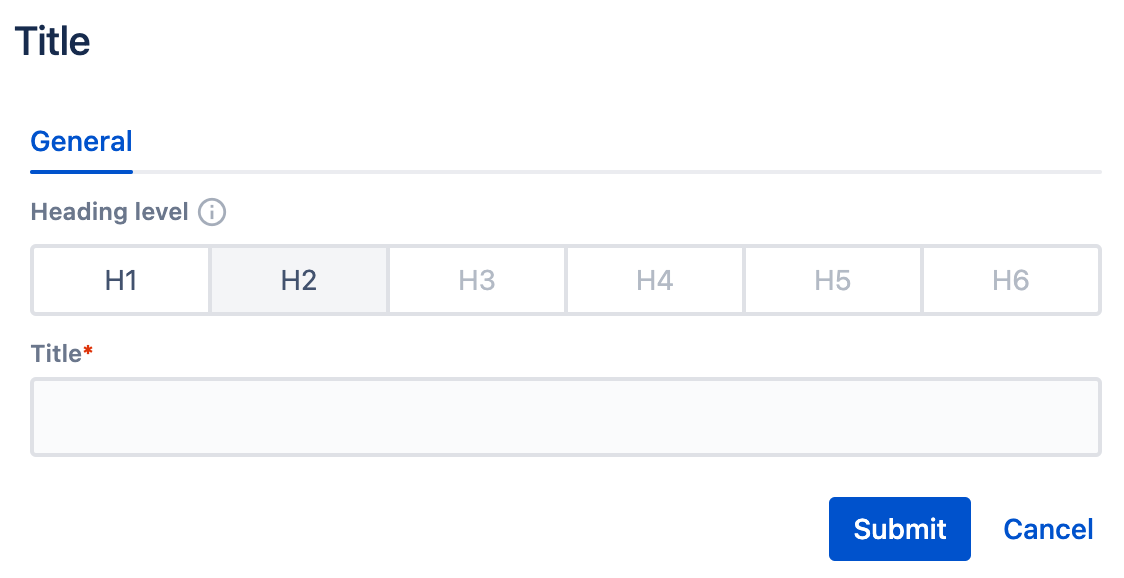 Title
General
Heading level
H1 H2 H3 H4 H5 H6
Title*
Submit Cancel